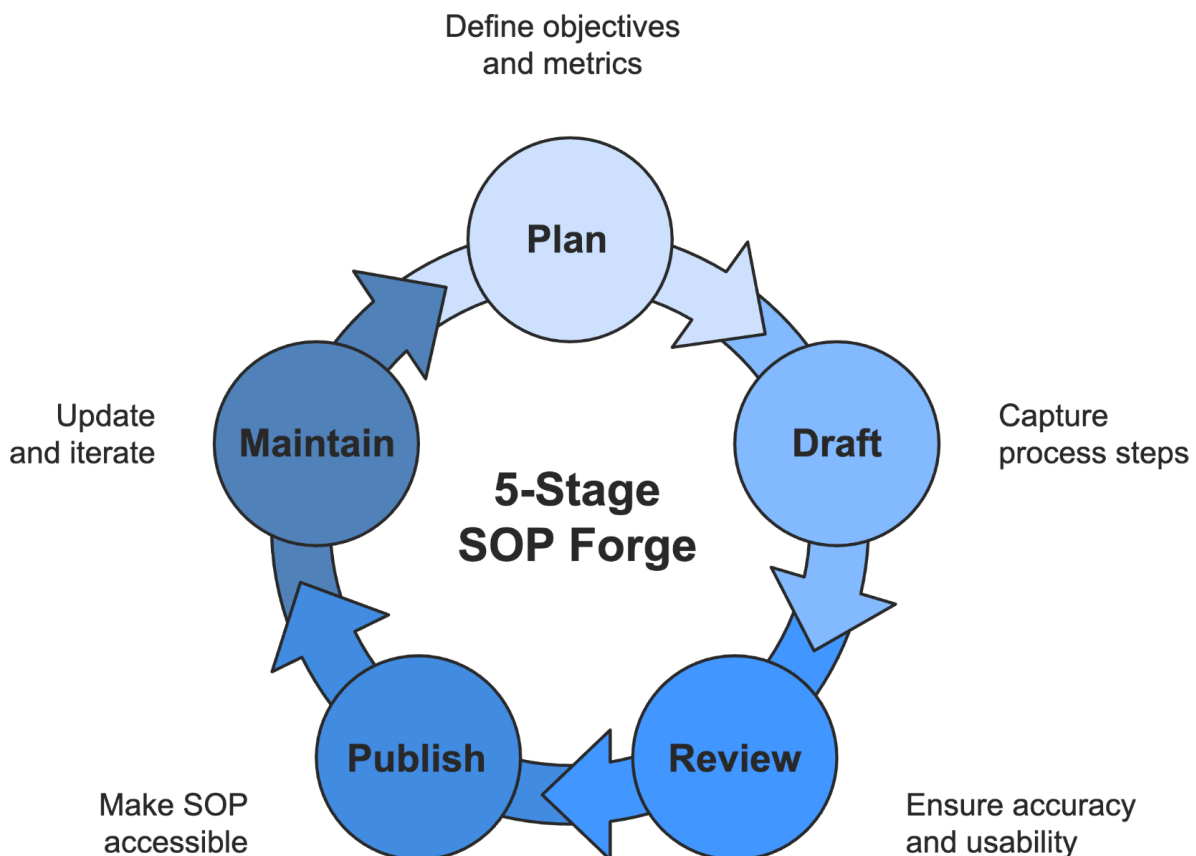 Define objectives
and metrics
Plan
Update
and iterate
Maintain
Draft
Capture
process steps
5-Stage
SOP Forge
Publish
Review
Make SOP
accessible
Ensure accuracy
and usability